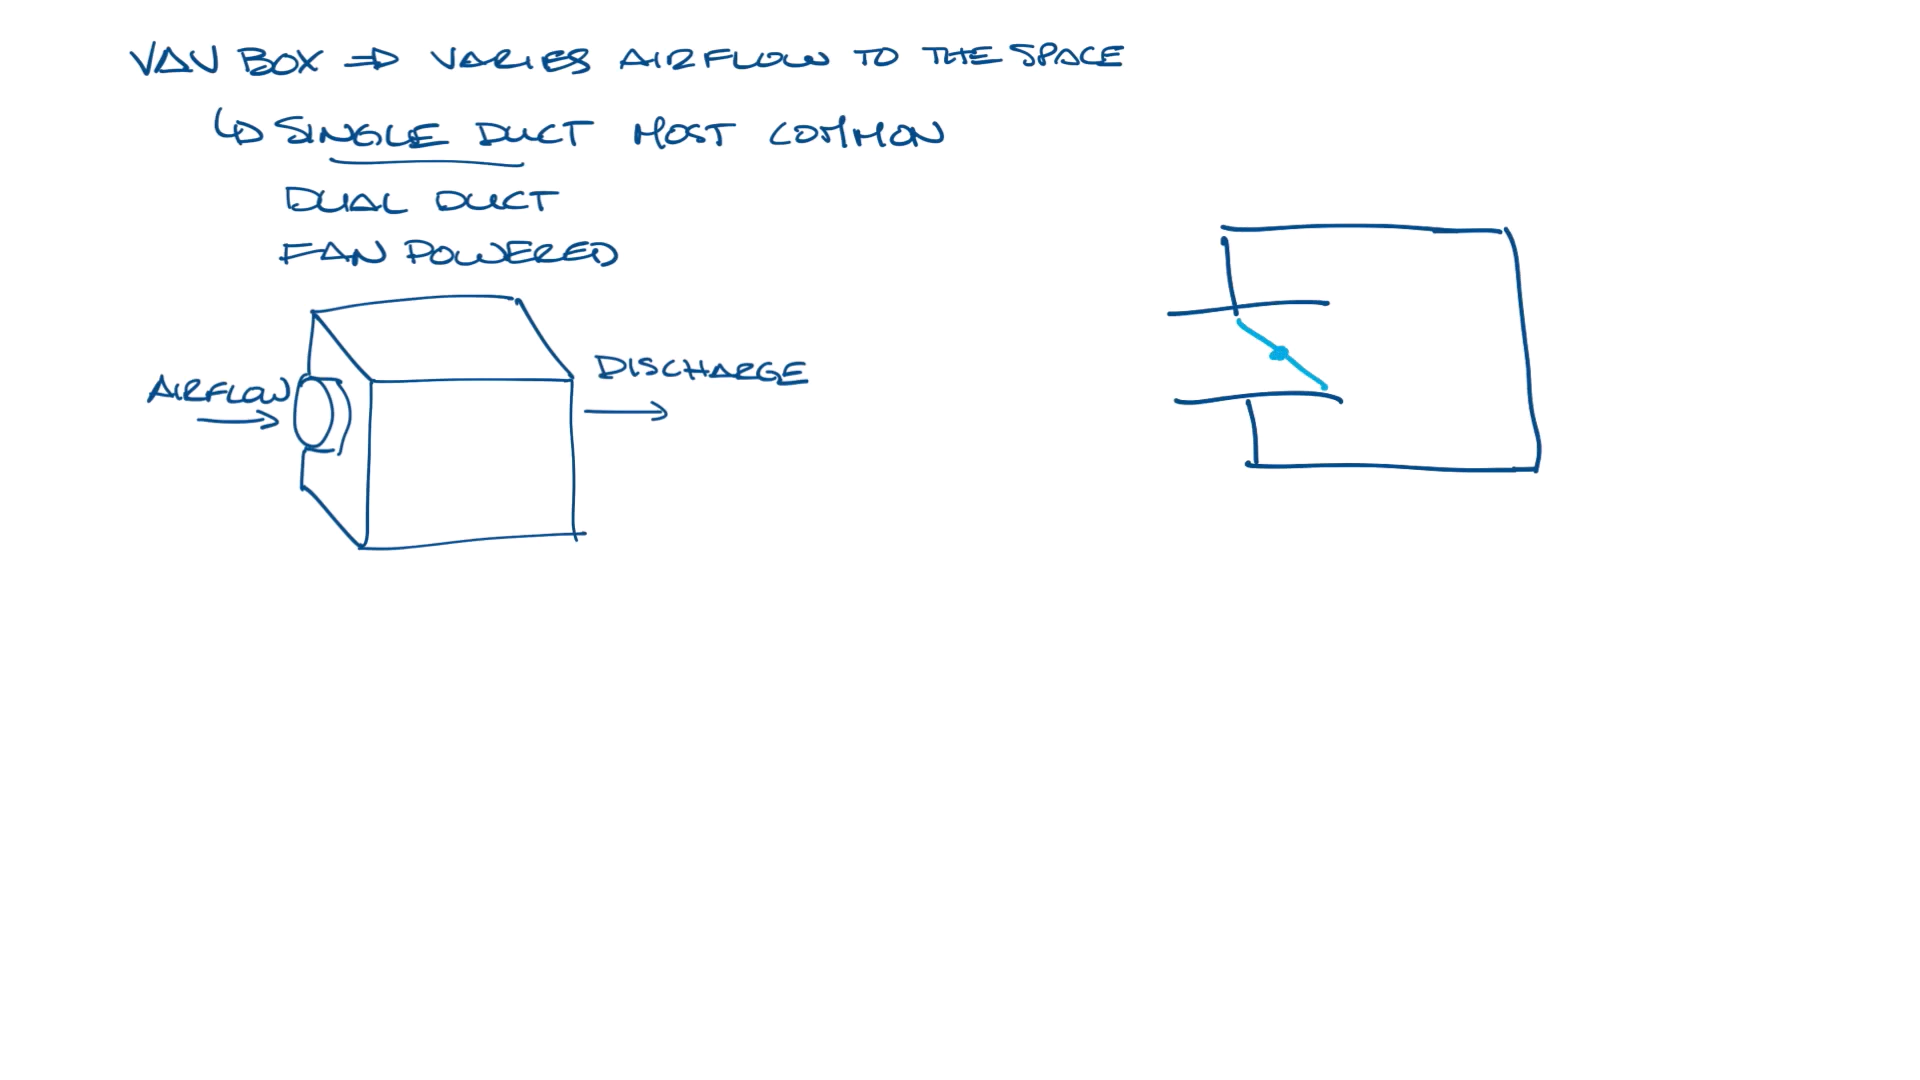 VAV BOX ⇒ VARIES AIRFLOW TO THE SPACE
↳ SINGLE DUCT MOST COMMON
DUAL DUCT
FAN POWERED
AIRFLOW
DISCHARGE